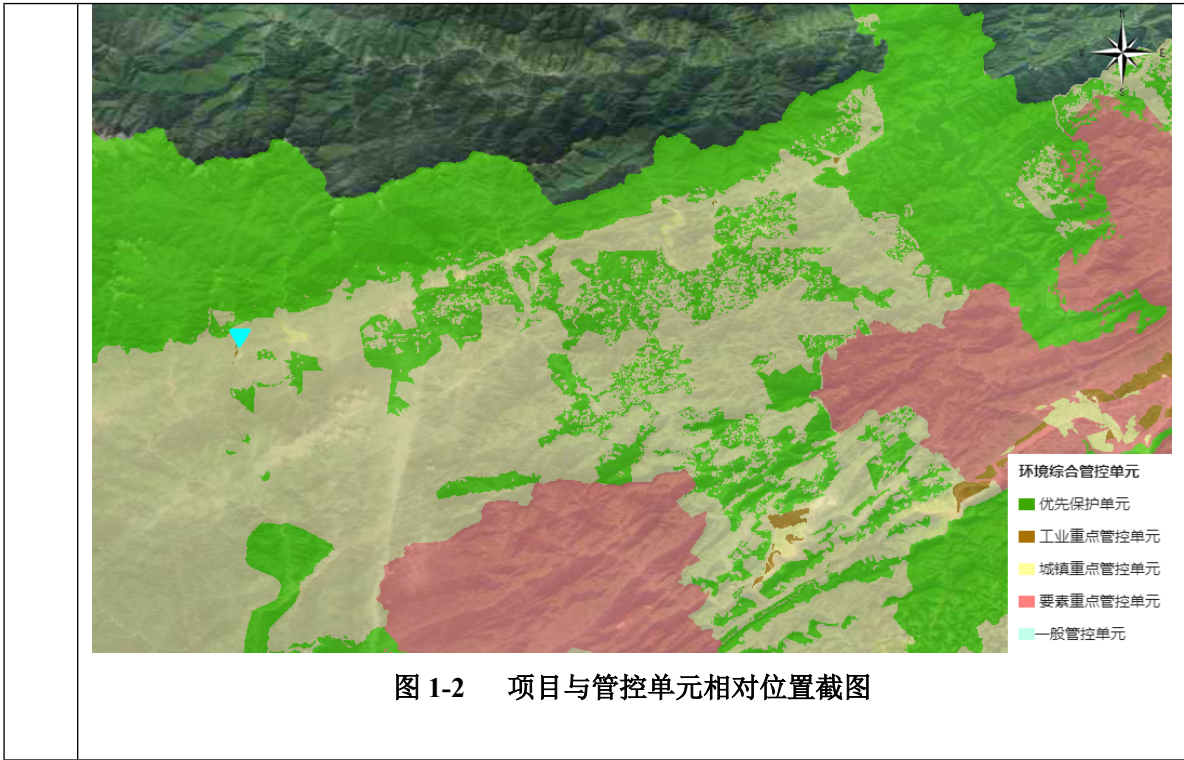 N
W
E
S
环境综合管控单元
优先保护单元
工业重点管控单元
城镇重点管控单元
要素重点管控单元
一般管控单元
图 1-2 项目与管控单元相对位置截图